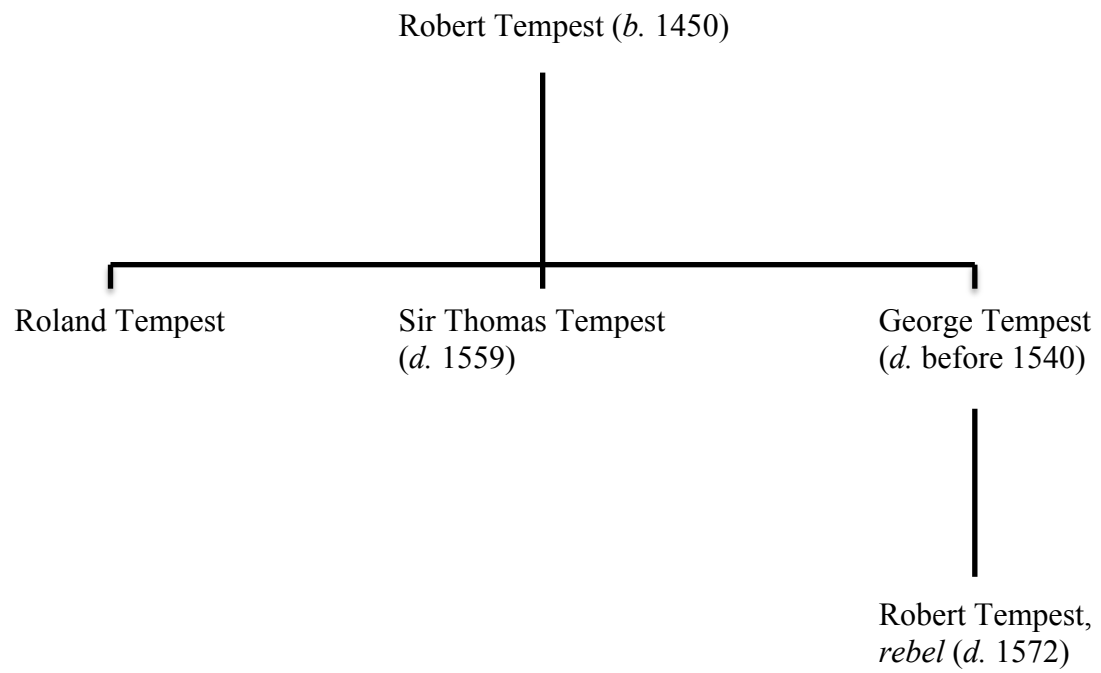 Robert Tempest (b. 1450)
Roland Tempest
Sir Thomas Tempest
(d. 1559)
George Tempest
(d. before 1540)
Robert Tempest,
rebel (d. 1572)